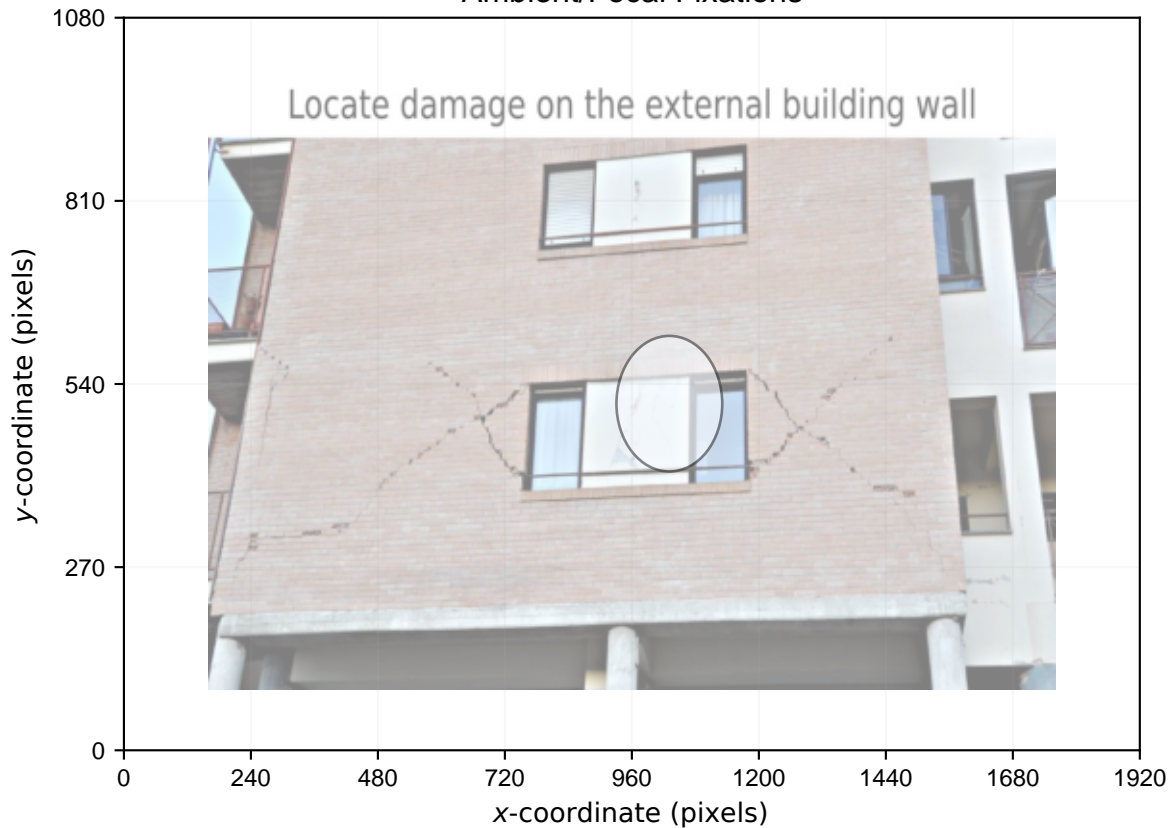 Ambient/Focal Fixations
Locate damage on the external building wall
1080
810
540
270
0
0 240 480 720 960 1200 1440 1680 1920
y-coordinate (pixels)
x-coordinate (pixels)